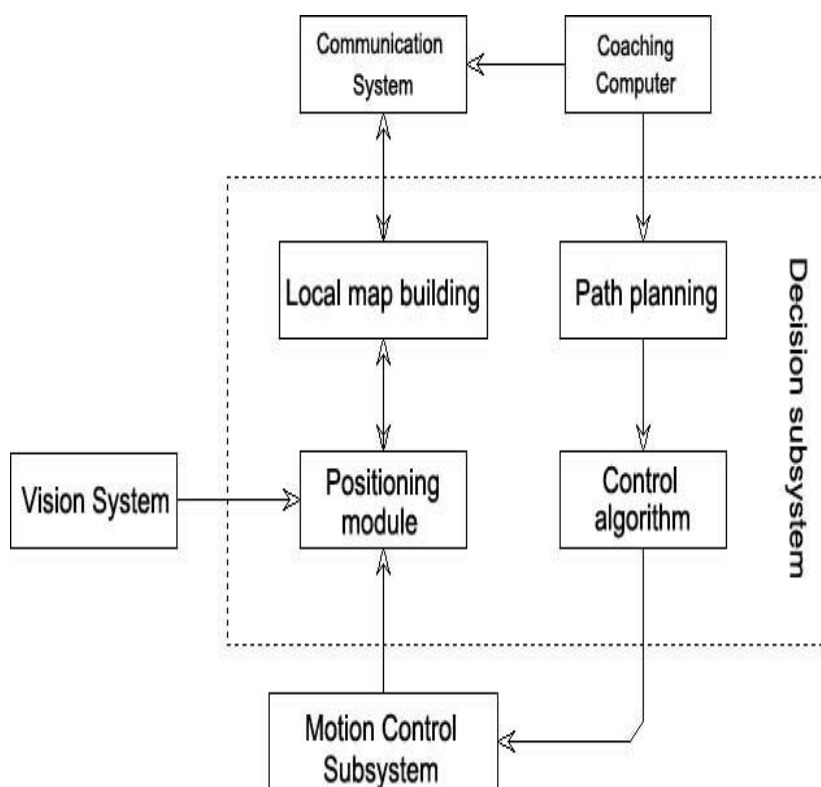 Communication
System
Coaching
Computer
Local map building
Path planning
Decision subsystem
Vision System
Positioning
module
Control
algorithm
Motion Control
Subsystem